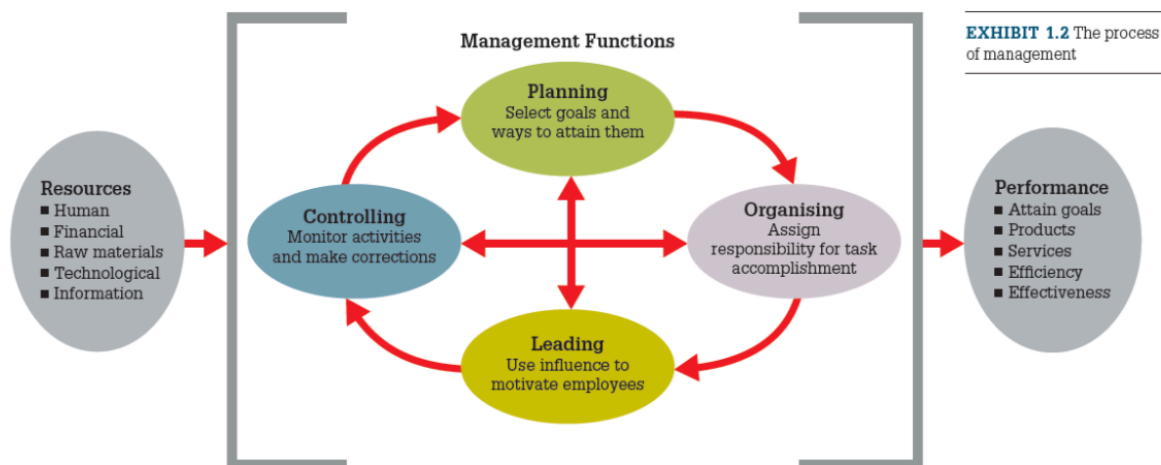 EXHIBIT 1.2 The process
of management
Management Functions
Planning
Select goals and
ways to attain them
Resources
■ Human
■ Financial
■ Raw materials
■ Technological
■ Information
Controlling
Monitor activities
and make corrections
Organising
Assign
responsibility for task
accomplishment
Leading
Use influence to
motivate employees
Performance
■ Attain goals
■ Products
■ Services
■ Efficiency
■ Effectiveness